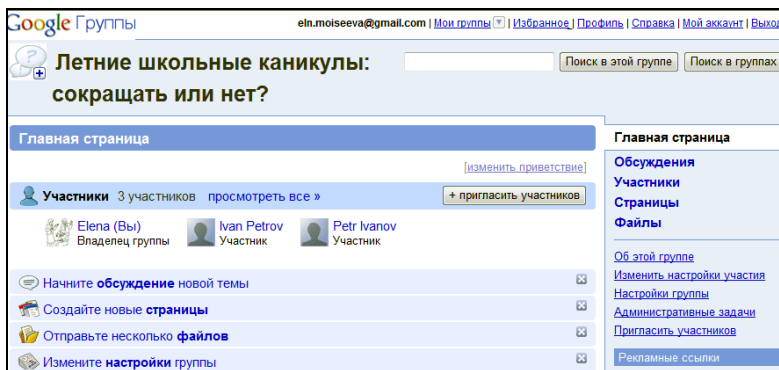 Google Группы
eln.moiseeva@gmail.com | Мои группы | Избранное | Профиль | Справка | Мой аккаунт | Выход
Летние школьные каникулы:
сокращать или нет?
Поиск в этой группе
Поиск в группах
Главная страница
[изменить приветствие]
Участники 3 участников просмотреть все »
+ пригласить участников
Elena (Вы)
Владелец группы
Ivan Petrov
Участник
Petr Ivanov
Участник
Начните обсуждение новой темы
Создайте новые страницы
Отправьте несколько файлов
Измените настройки группы
Главная страница
Обсуждения
Участники
Страницы
Файлы
Об этой группе
Изменить настройки участия
Настройки группы
Административные задачи
Пригласить участников
Рекламные ссылки